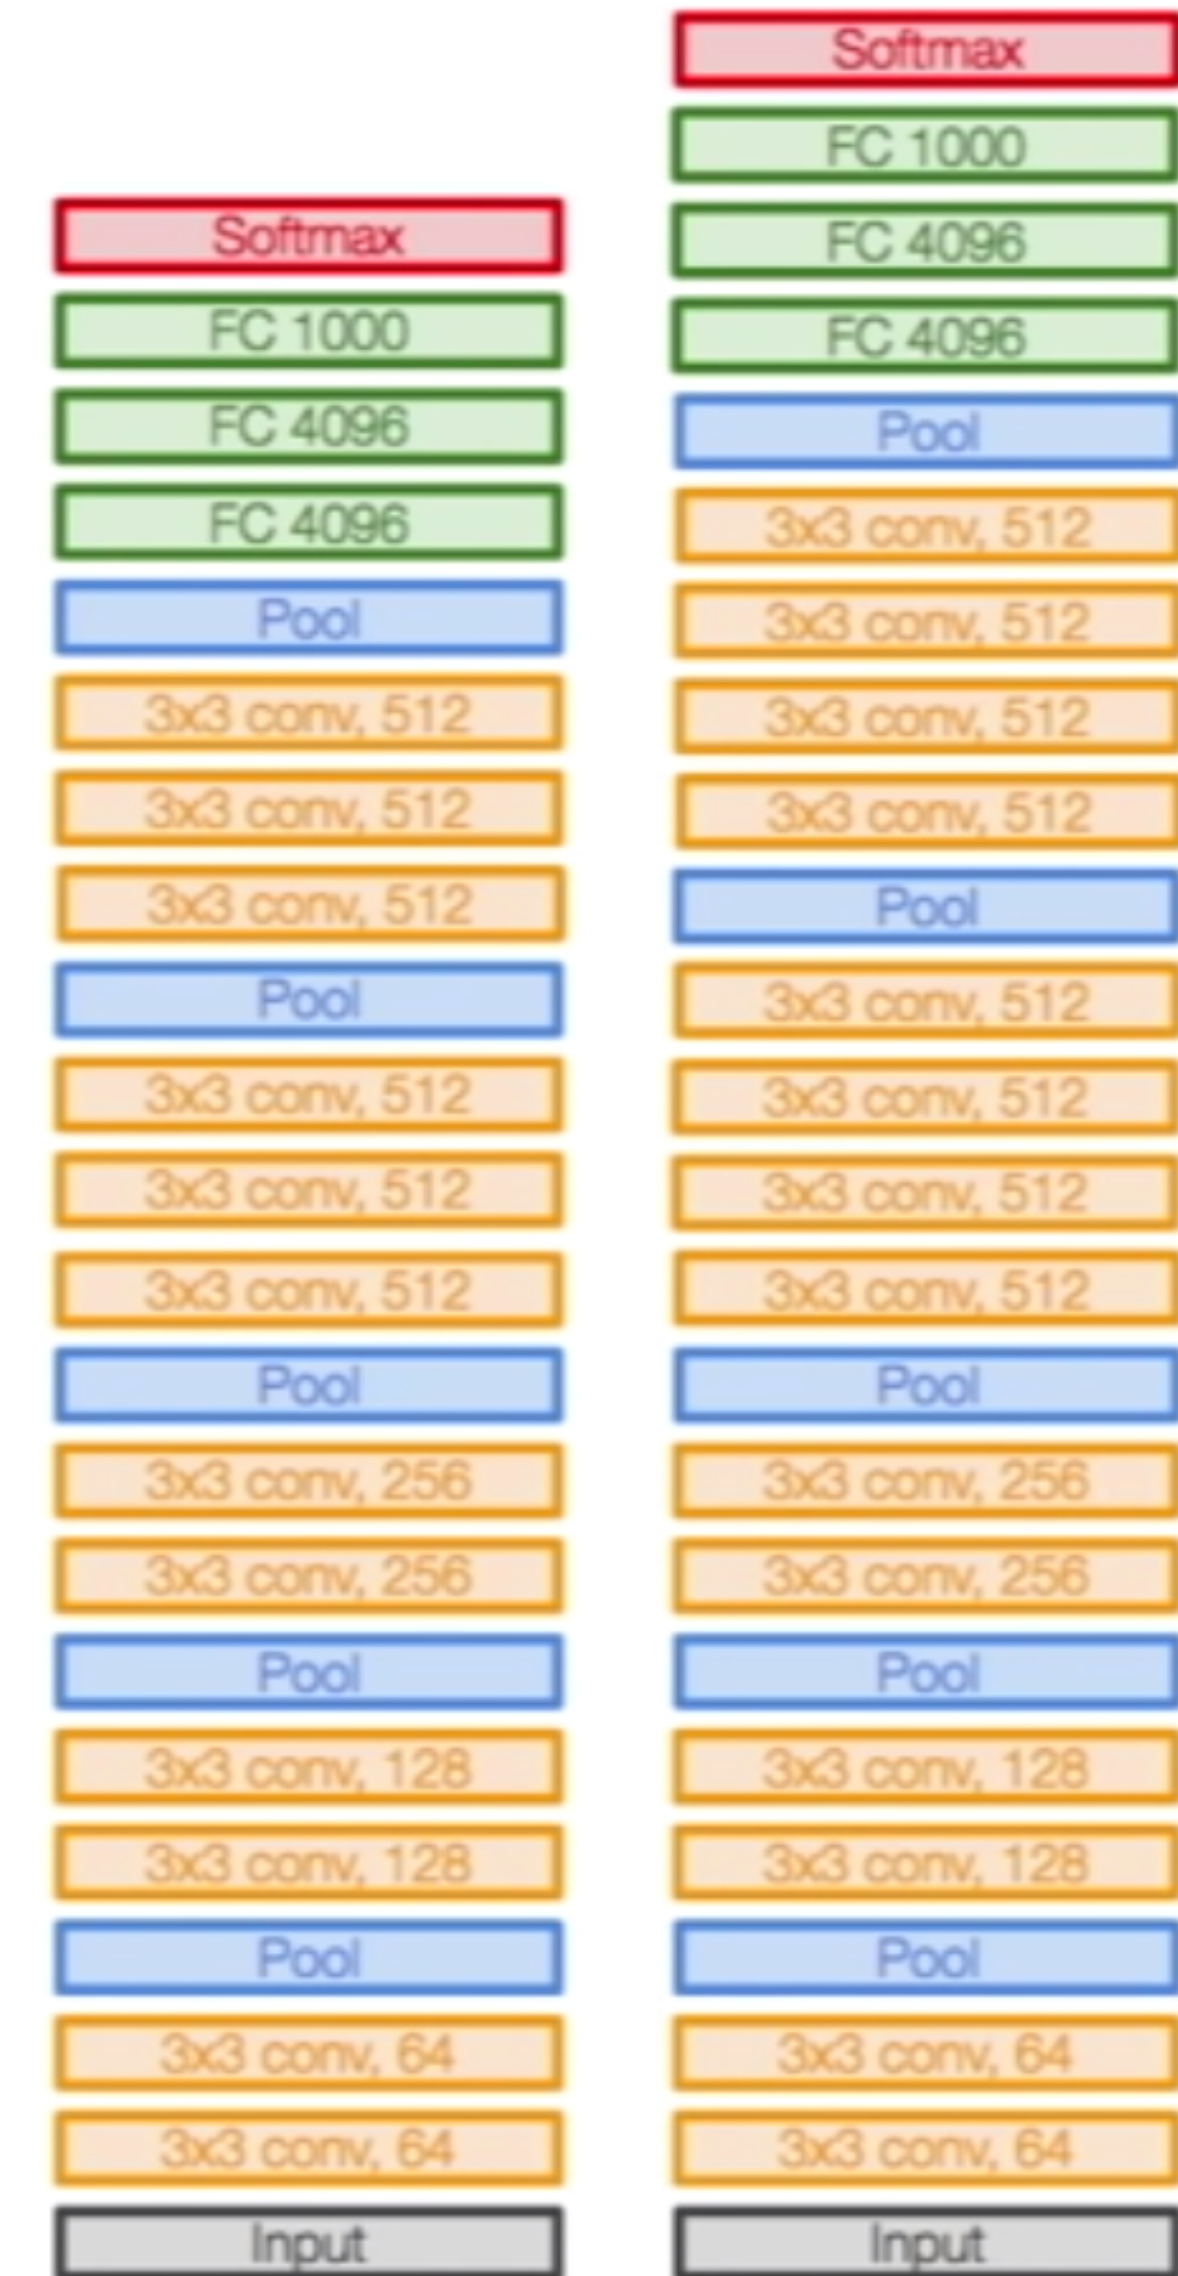 Softmax
FC 1000
FC 4096
FC 4096
Pool
3x3 conv, 512
3x3 conv, 512
3x3 conv, 512
Pool
3x3 conv, 512
3x3 conv, 512
3x3 conv, 512
Pool
3x3 conv, 256
3x3 conv, 256
Pool
3x3 conv, 128
3x3 conv, 128
Pool
3x3 conv, 64
3x3 conv, 64
Input
Softmax
FC 1000
FC 4096
FC 4096
Pool
3x3 conv, 512
3x3 conv, 512
3x3 conv, 512
3x3 conv, 512
Pool
3x3 conv, 512
3x3 conv, 512
3x3 conv, 512
3x3 conv, 512
Pool
3x3 conv, 256
3x3 conv, 256
Pool
3x3 conv, 128
3x3 conv, 128
Pool
3x3 conv, 64
3x3 conv, 64
Input